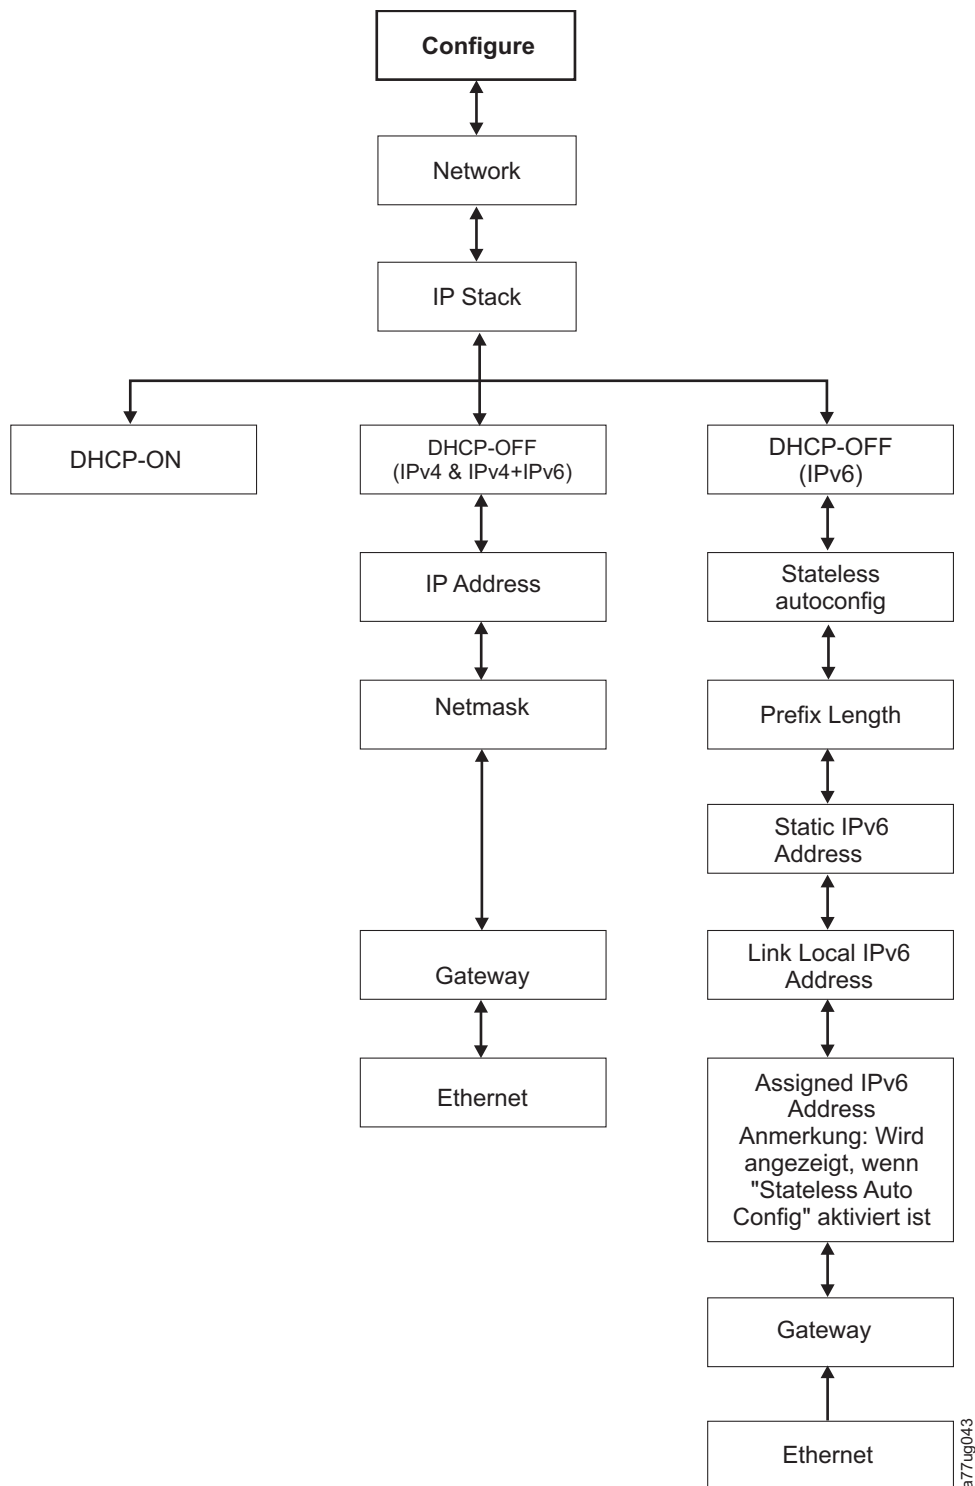 Configure
Network
IP Stack
DHCP-ON
DHCP-OFF
(IPv4 & IPv4+IPv6)
DHCP-OFF
(IPv6)
IP Address
Stateless
autoconfig
Netmask
Prefix Length
Static IPv6
Address
Gateway
Link Local IPv6
Address
Ethernet
Assigned IPv6
Address
Anmerkung: Wird
angezeigt, wenn
"Stateless Auto
Config" aktiviert ist
Gateway
Ethernet
a77ug043